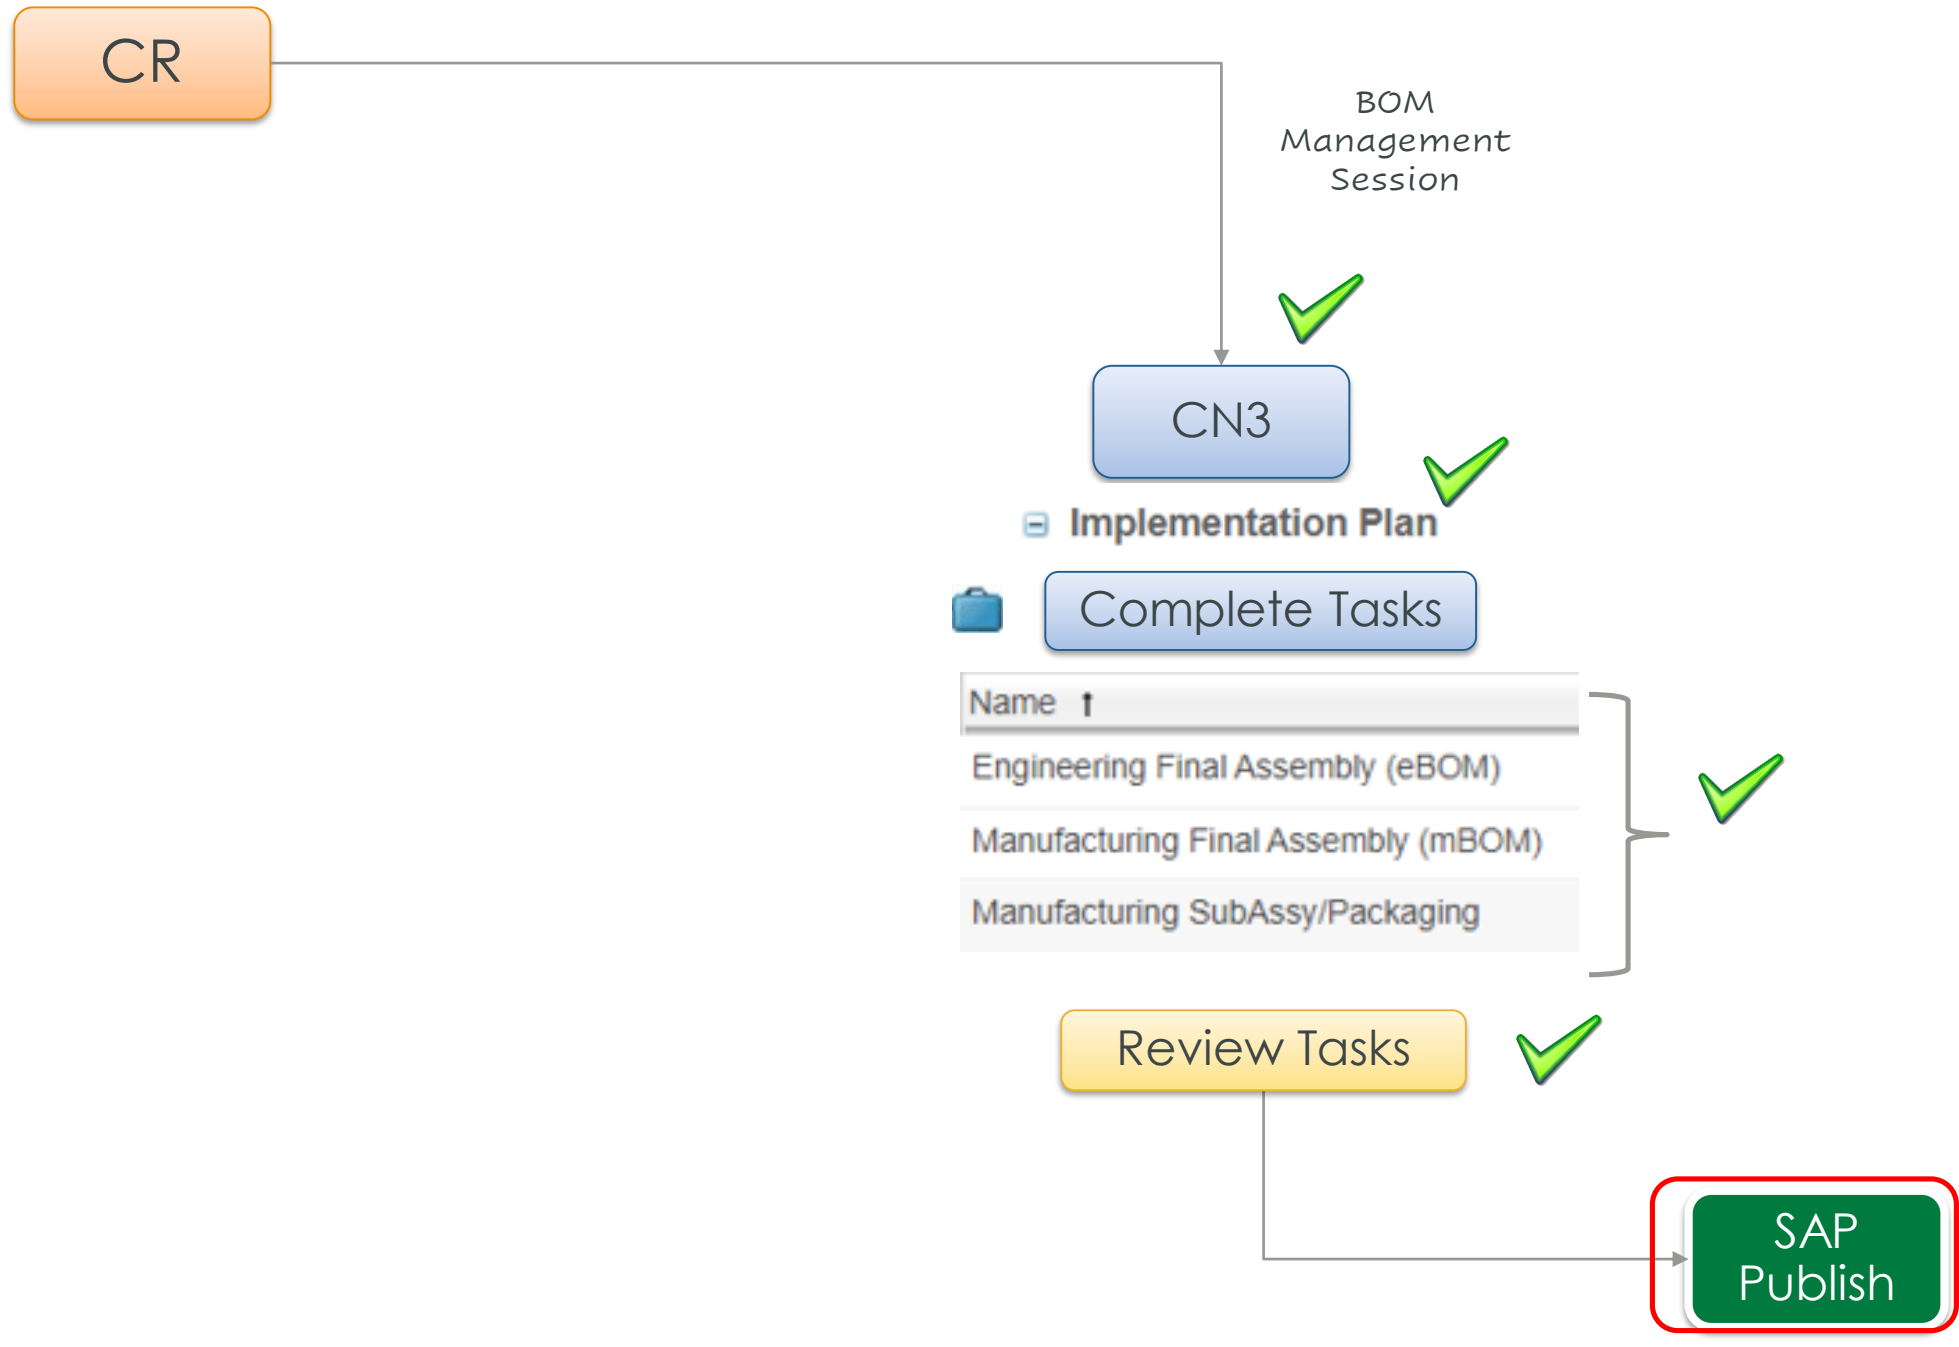 CR
BOM
Management
Session
CN3
Implementation Plan
Complete Tasks
Name
Engineering Final Assembly (eBOM)
Manufacturing Final Assembly (mBOM)
Manufacturing SubAssy/Packaging
Review Tasks
SAP
Publish